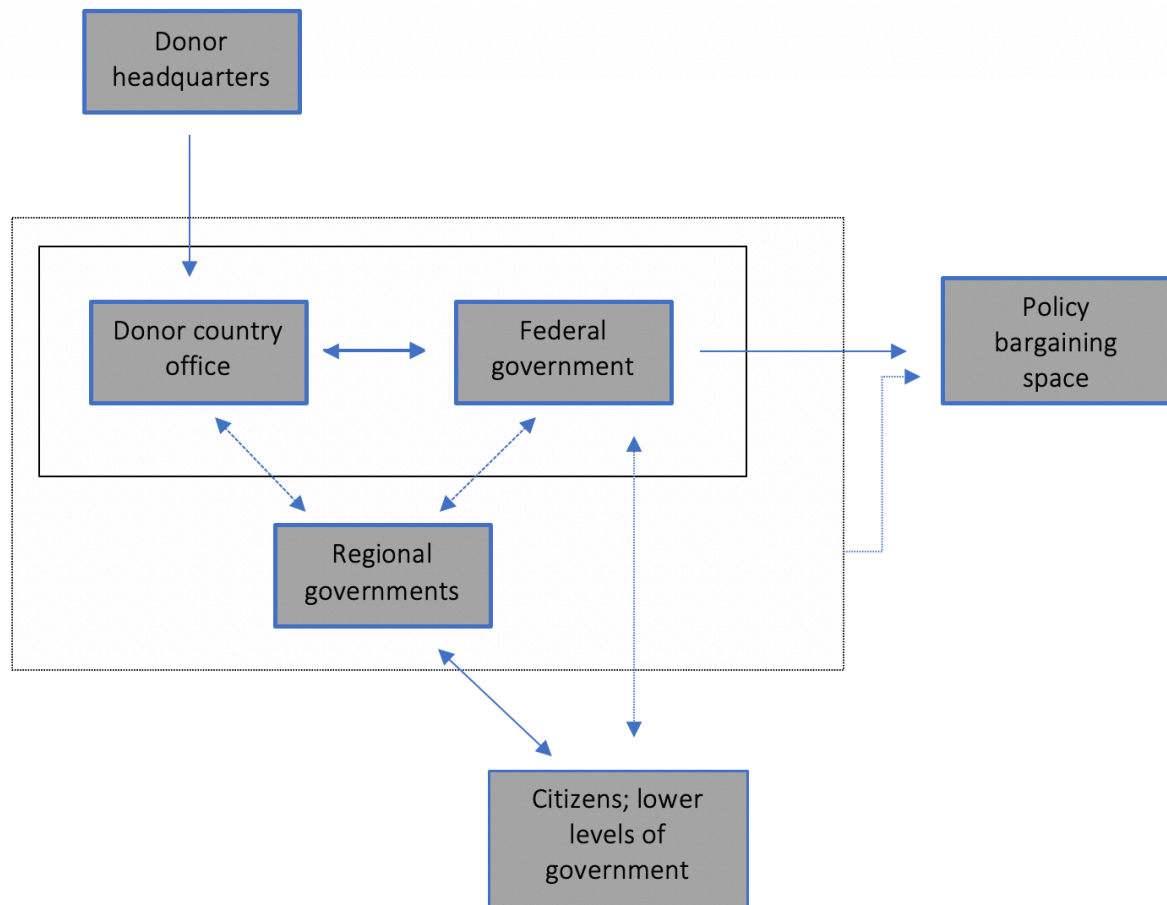 Donor
headquarters
Donor country
office
Federal
government
Policy
bargaining
space
Regional
governments
Citizens; lower
levels of
government